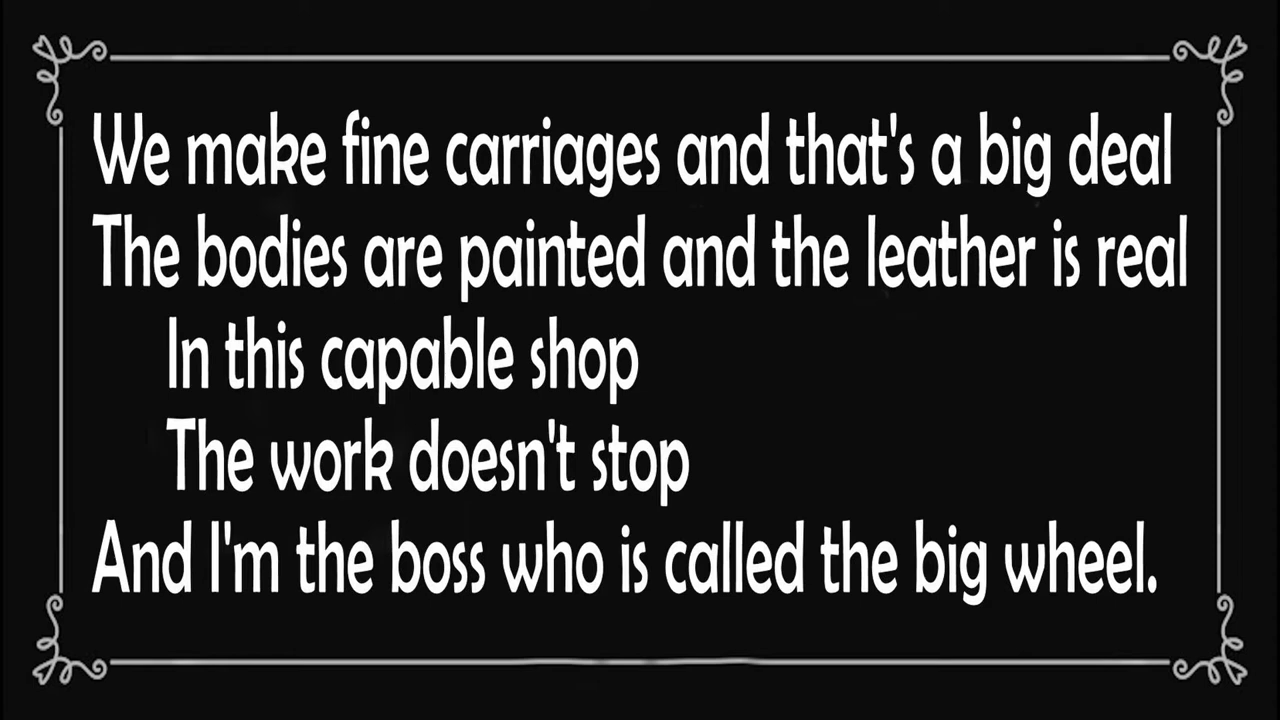 We make fine carriages and that's a big deal
The bodies are painted and the leather is real
In this capable shop
The work doesn't stop
And I'm the boss who is called the big wheel.